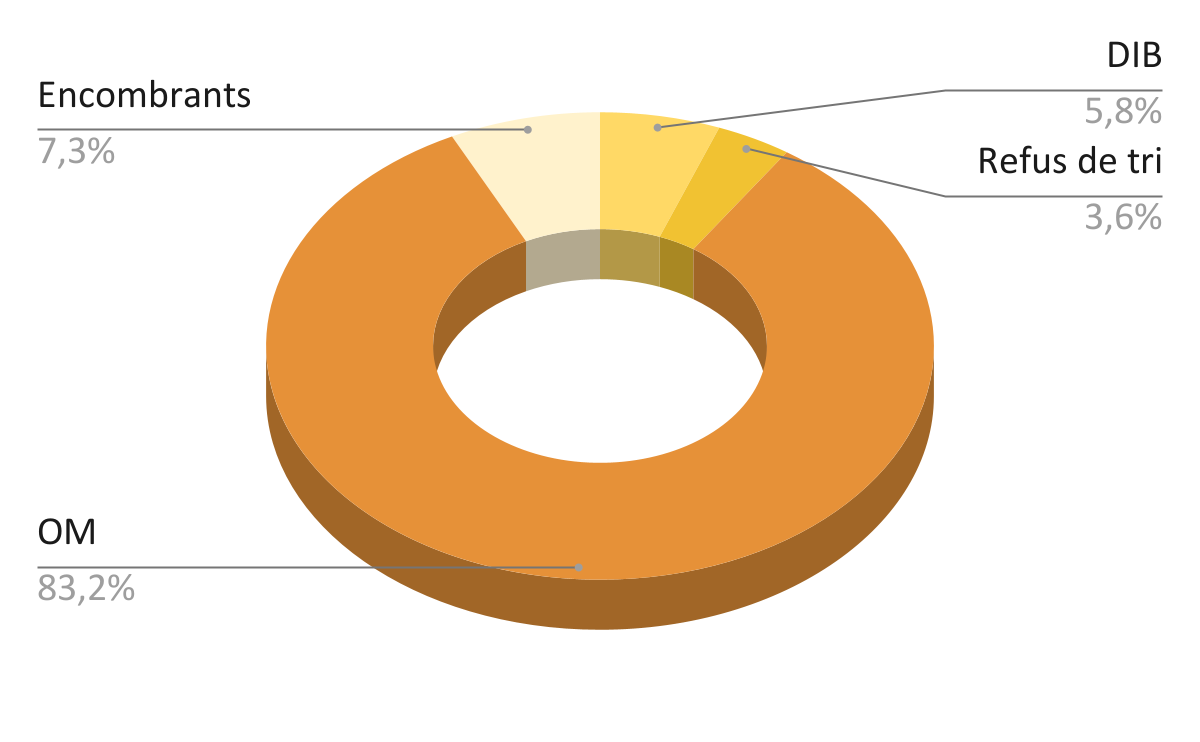 DIB
5,8%
Encombrants
7,3%
Refus de tri
3,6%
OM
83,2%